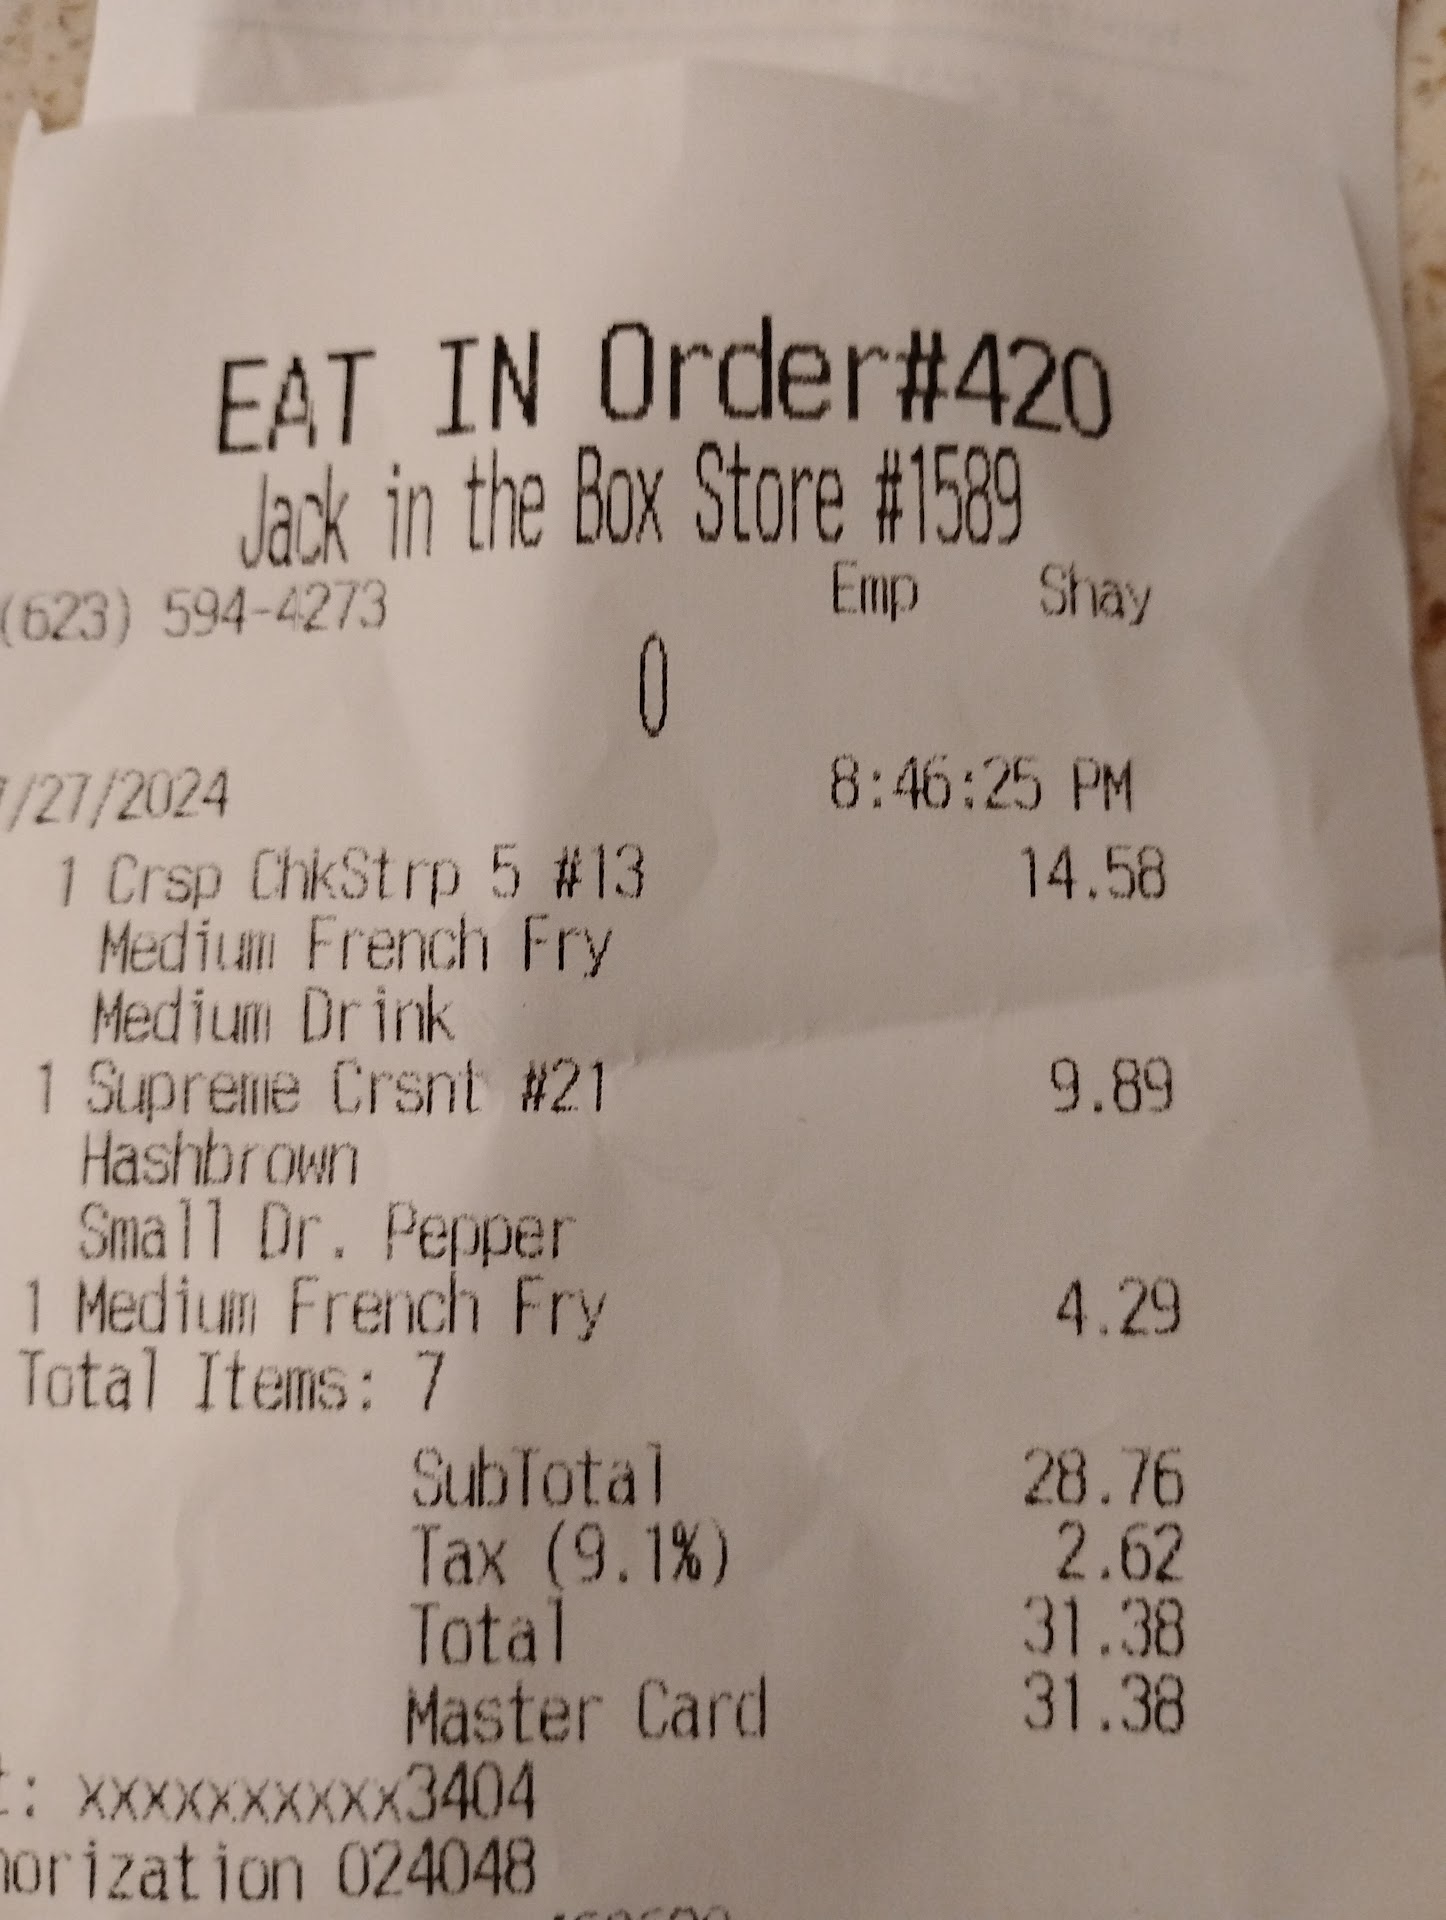 EAT IN Order#420
Jack in the Box Store #1589
(623) 594-4273 Emp Shay
0
/27/2024 8:46:25 PM
1 Crsp ChkStrp 5 #13 14.58
Medium French Fry
Medium Drink
1 Supreme Crsnt #21 9.89
Hashbrown
Small Dr. Pepper
1 Medium French Fry 4.29
Total Items: 7
SubTotal 28.76
Tax (9.1%) 2.62
Total 31.38
Master Card 31.38
t: xxxxxxxxxx3404
horization 024048